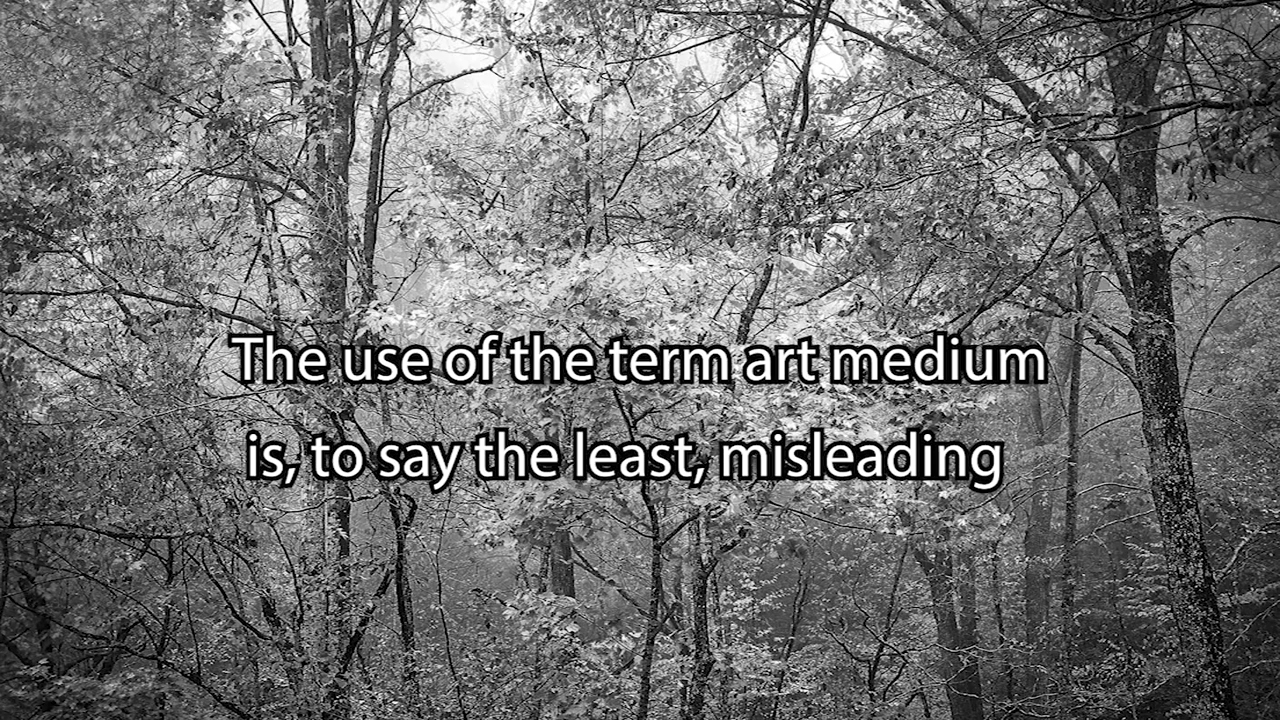 The use of the term art medium
is, to say the least, misleading